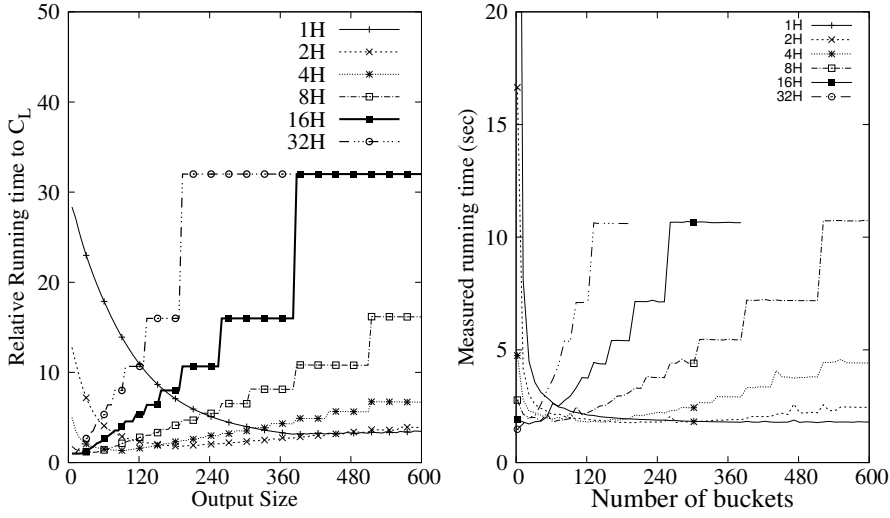 50
40
30
20
10
0
0
120
240
360
480
600
Relative Running time to C_L
Output Size
1H
2H
4H
8H
16H
32H
20
15
10
5
0
0
120
240
360
480
600
Measured running time (sec)
Number of buckets
1H
2H
4H
8H
16H
32H